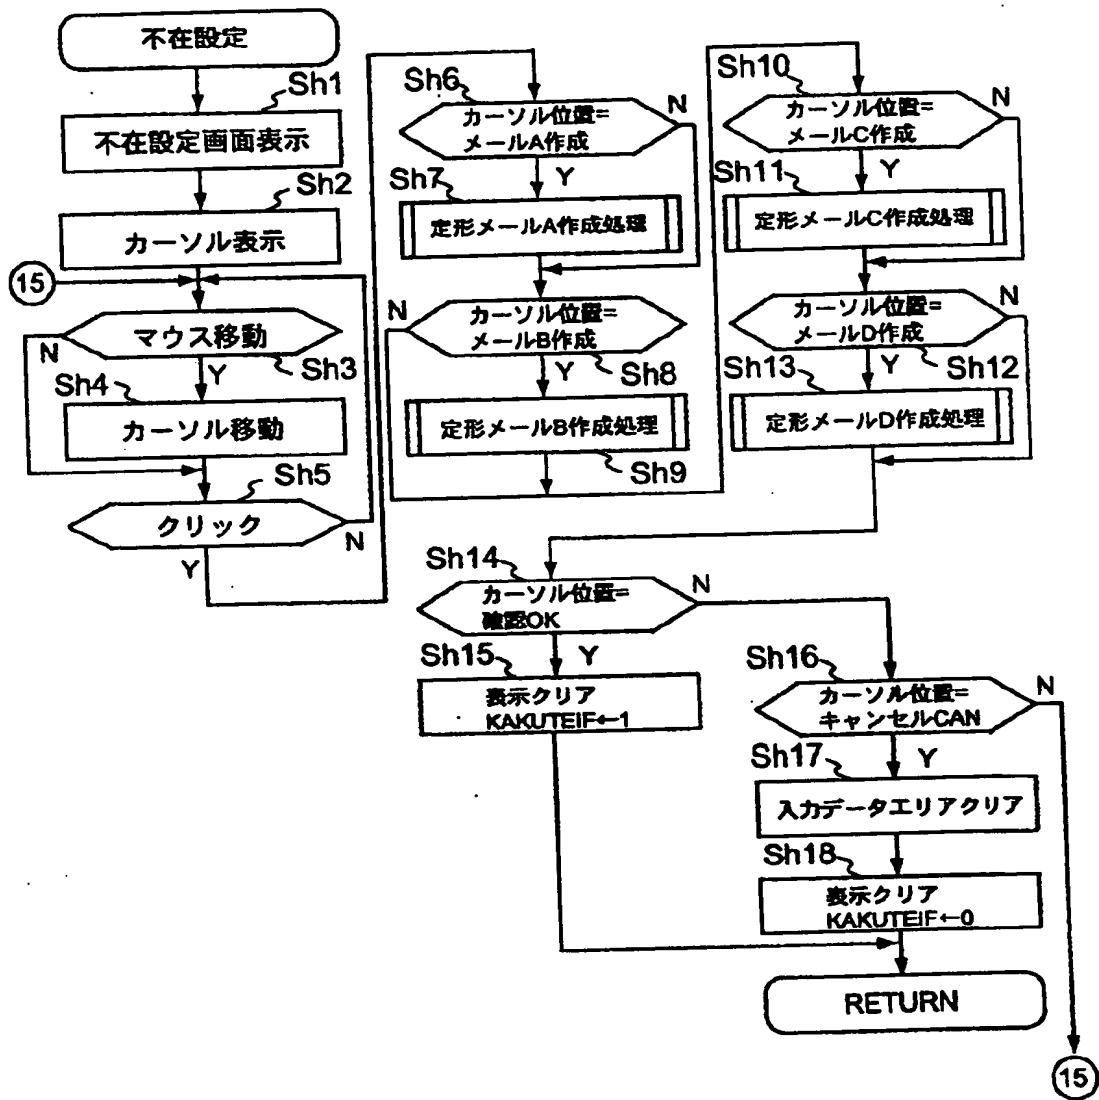 不在設定
Sh1
不在設定画面表示
Sh2
カーソル表示
15
マウス移動
N
Y
Sh3
Sh4
カーソル移動
Sh5
クリック
N
Y
Sh6
カーソル位置=
メールA作成
N
Y
Sh7
定形メールA作成処理
N
カーソル位置=
メールB作成
Y
Sh8
定形メールB作成処理
Sh9
Sh10
カーソル位置=
メールC作成
N
Y
Sh11
定形メールC作成処理
カーソル位置=
メールD作成
N
Y
Sh12
Sh13
定形メールD作成処理
Sh14
カーソル位置=
確認OK
N
Y
Sh15
表示クリア
KAKUTEIF←1
Sh16
カーソル位置=
キャンセルCAN
N
Y
Sh17
入力データエリアクリア
Sh18
表示クリア
KAKUTEIF←0
RETURN
15